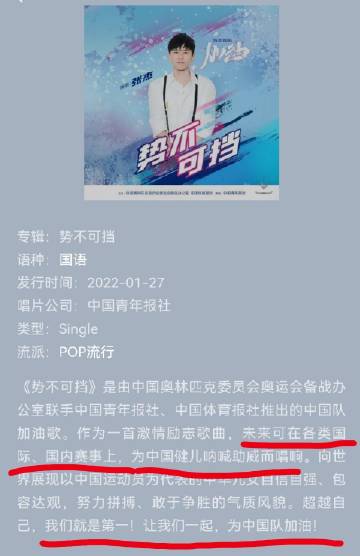 演唱：张杰
势不可挡
专辑：势不可挡
语种：国语
发行时间：2022-01-27
唱片公司：中国青年报社
类型：Single
流派：POP流行
《势不可挡》是由中国奥林匹克委员会奥运会备战办
公室联手中国青年报社、中国体育报社推出的中国队
加油歌。作为一首激情励志歌曲，未来可在各类国
际、国内赛事上，为中国健儿呐喊助威而唱响。向世
界展现以中国运动员为代表的中华儿女自信自强、包
容达观，努力拼搏、敢于争胜的气质风貌。超越自
己，我们就是第一！让我们一起，为中国队加油！